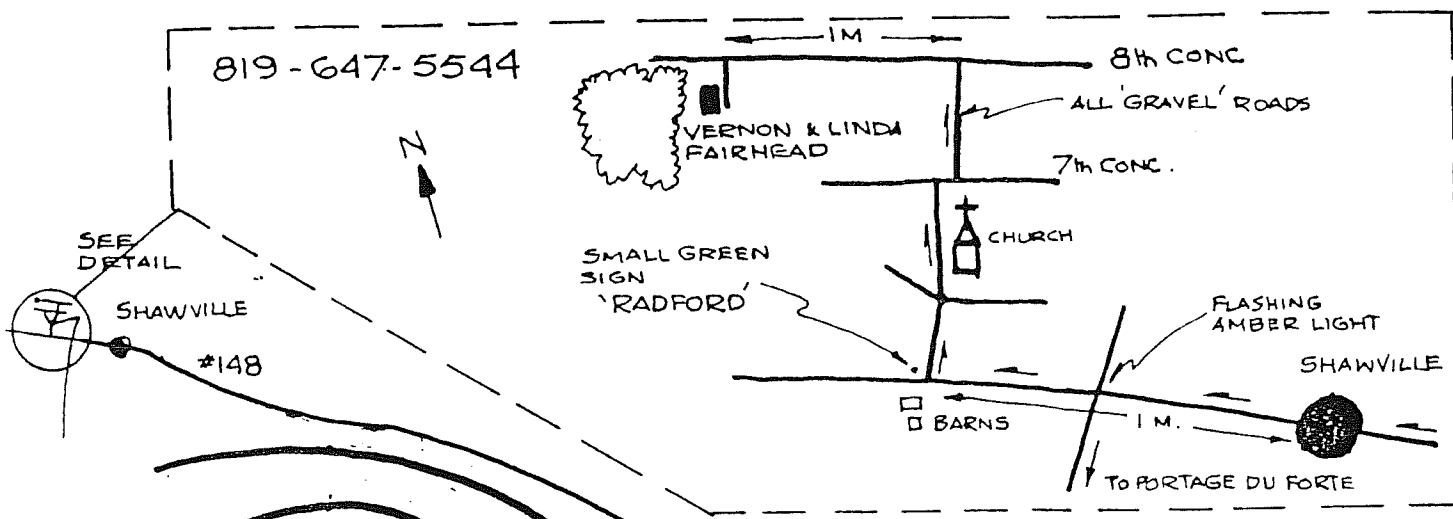 1M
819-647-5544
8th CONC
ALL 'GRAVEL' ROADS
VERNON & LINDA
FAIRHEAD
N
7th CONC.
SEE
DETAIL
CHURCH
SMALL GREEN
SIGN
'RADFORD'
SHAWVILLE
FLASHING
AMBER LIGHT
#148
SHAWVILLE
BARNS
1 M.
TO PORTAGE DU FORTE